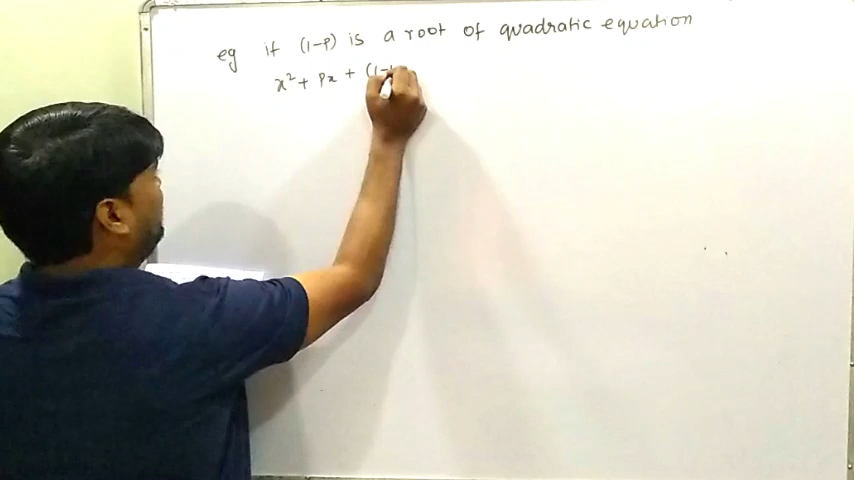 eg if (1-P) is a root of quadratic equation
x² + Px + (1-